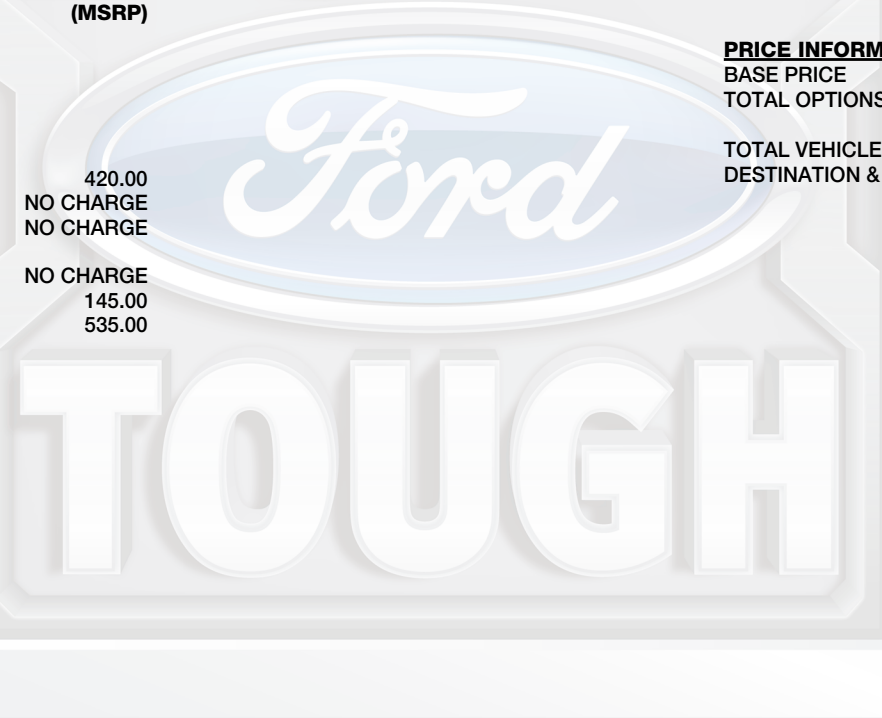 (MSRP)
420.00
NO CHARGE
NO CHARGE
NO CHARGE
145.00
535.00
PRICE INFORM
BASE PRICE
TOTAL OPTIONS
TOTAL VEHICLE
DESTINATION &
Ford
TOUGH